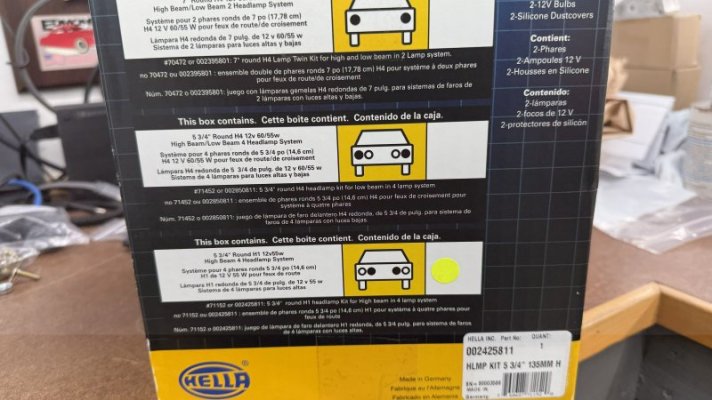 7" Round H4 12V 60/55w
High Beam/Low Beam 2 Headlamp System
Système pour 2 phares ronds de 7 po (17,78 cm)
H4 12 V 60/55 W pour feux de route/de croisement
Lámpara H4 redonda de 7 pulg. de 12 V 60/55 w
Sistema de 2 lámparas para luces altas y bajas
#70472 or 002395801: 7" round H4 Lamp Twin Kit for high and low beam in 2 Lamp system.
no 70472 ou 002395801 : ensemble double de phares ronds 7 po (17,78 cm) H4 pour système à deux phares
pour feux de route/de croisement
Núm. 70472 o 002395801: juego con lámparas gemelas H4 redondas de 7 pulg. para sistemas de faros de
2 lámparas con luces altas y bajas.
2-12V Bulbs
2-Silicone Dustcovers
Contient:
2-Phares
2-Ampoules 12 V
2-Housses en Silicone
Contenido:
2-lámparas
2-focos de 12 V
2-protectores de silicón
This box contains. Cette boite contient. Contenido de la caja.
5 3/4" Round H4 12v 60/55w
High Beam/Low Beam 4 Headlamp System
Système pour 4 phares ronds de 5 3/4 po (14,6 cm)
H4 12 V 60/55 W pour feux de route/de croisement
Lámpara H4 redonda de 5 3/4 de pulg. de 12 v 60/55 w
Sistema de 4 lámparas para luces altas y bajas
#71452 or 002850811: 5 3/4" round H4 headlamp kit for low beam in 4 lamp system
no 71452 ou 002850811 : ensemble de phares ronds 5 3/4 po (14,6 cm) H4 pour feux de croisement pour
système à quatre phares
Núm. 71452 o 002850811: juego de lámparas de faro delantero H4 redonda, de 5 3/4 de pulg. para sistema de
faros de 4 lámparas con luces altas y bajas.
This box contains. Cette boite contient. Contenido de la caja.
5 3/4" Round H1 12v55w
High Beam 4 Headlamp System
Système pour 4 phares ronds de 5 3/4 po (14,6 cm)
H1 de 12 V 55 W pour feux de route
Lámpara H1 redonda de 5 3/4 de pulg. de 12 v 55 w
Sistema de 4 lámparas para luces altas
#71152 or 002425811: 5 3/4" round H1 headlamp Kit for High beam in 4 lamp system
no 71152 ou 002425811 : ensemble de phares ronds 5 3/4 po (14,6 cm) H1 pour système à quatre phares pour
feux de route
Núm. 71152 o 002425811: juego de lámpara de faro delantero H1 redonda, de 5 3/4 de pulg. para sistema de faros
de 4 lámparas con luces altas.
HELLA
Made in Germany
Fabriqué au Allemagne
Fabricado en Alemania
HELLA INC. Part No: QUANT:
002425811 1
HLMP KIT 5 3/4" 135MM H
MADE IN:
Germany